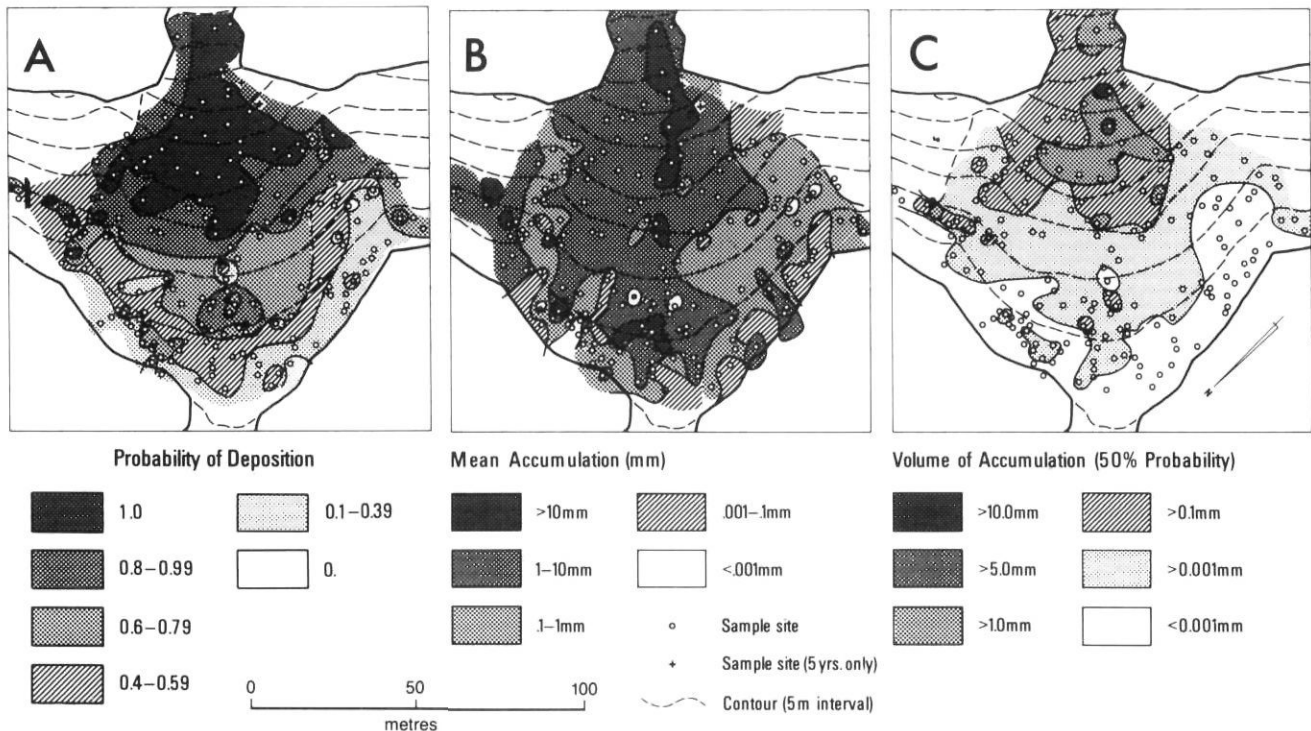 A
B
C
N
Probability of Deposition
1.0
0.8–0.99
0.6–0.79
0.4–0.59
0.1–0.39
0.
0 50 100
metres
Mean Accumulation (mm)
>10mm
1–10mm
.1–1mm
.001–.1mm
<.001mm
Sample site
Sample site (5 yrs. only)
Contour (5m interval)
Volume of Accumulation (50% Probability)
>10.0mm
>5.0mm
>1.0mm
>0.1mm
>0.001mm
<0.001mm